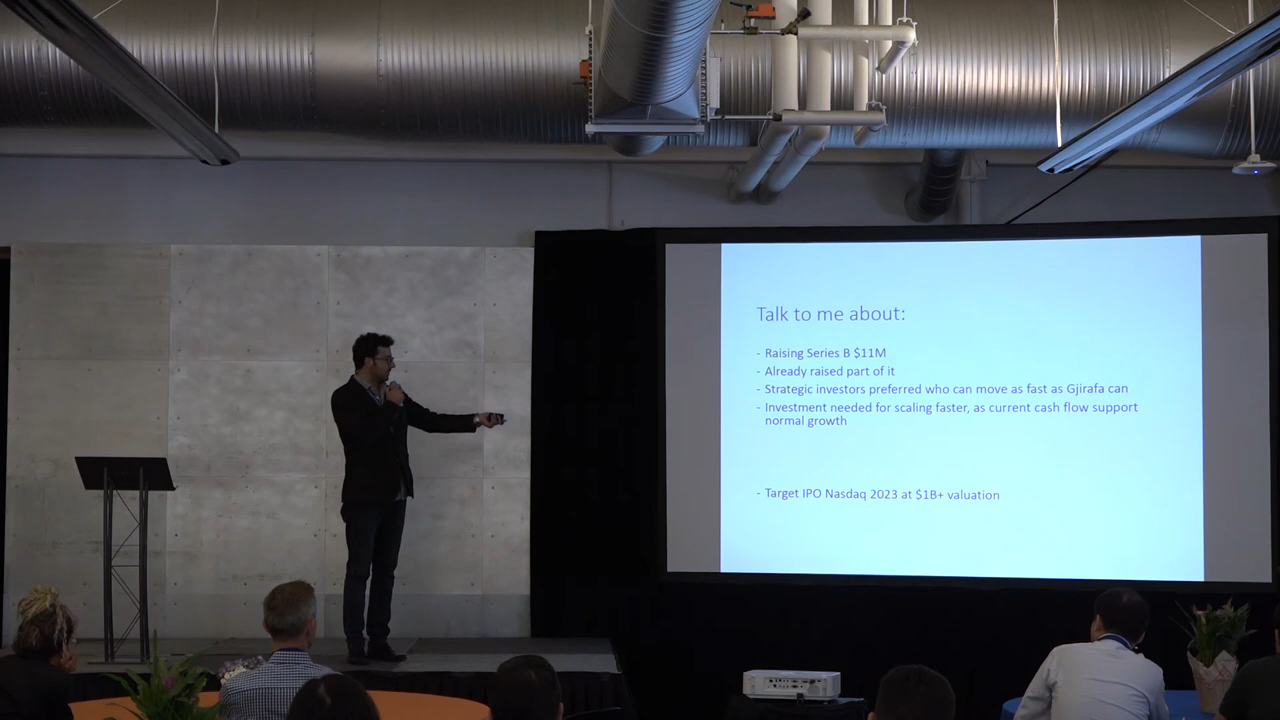 Talk to me about:
- Raising Series B $11M
- Already raised part of it
- Strategic investors preferred who can move as fast as Gjirafa can
- Investment needed for scaling faster, as current cash flow support
normal growth
- Target IPO Nasdaq 2023 at $1B+ valuation